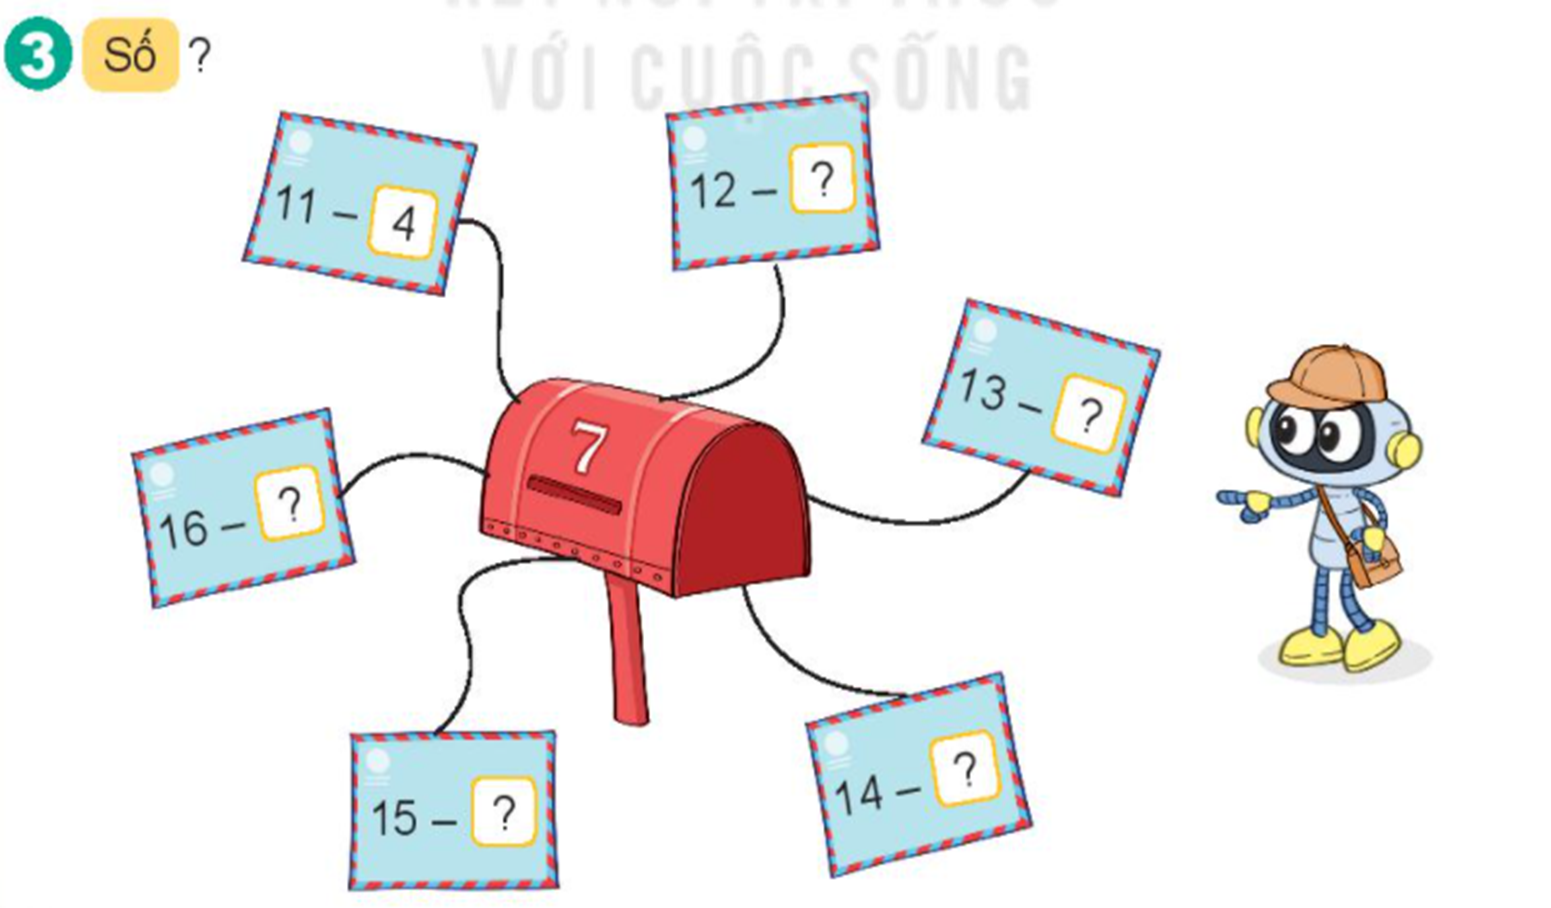 VỚI CUỘC SỐNG
3 Số ?
11 – 4
12 – ?
13 – ?
7
16 – ?
15 – ?
14 – ?